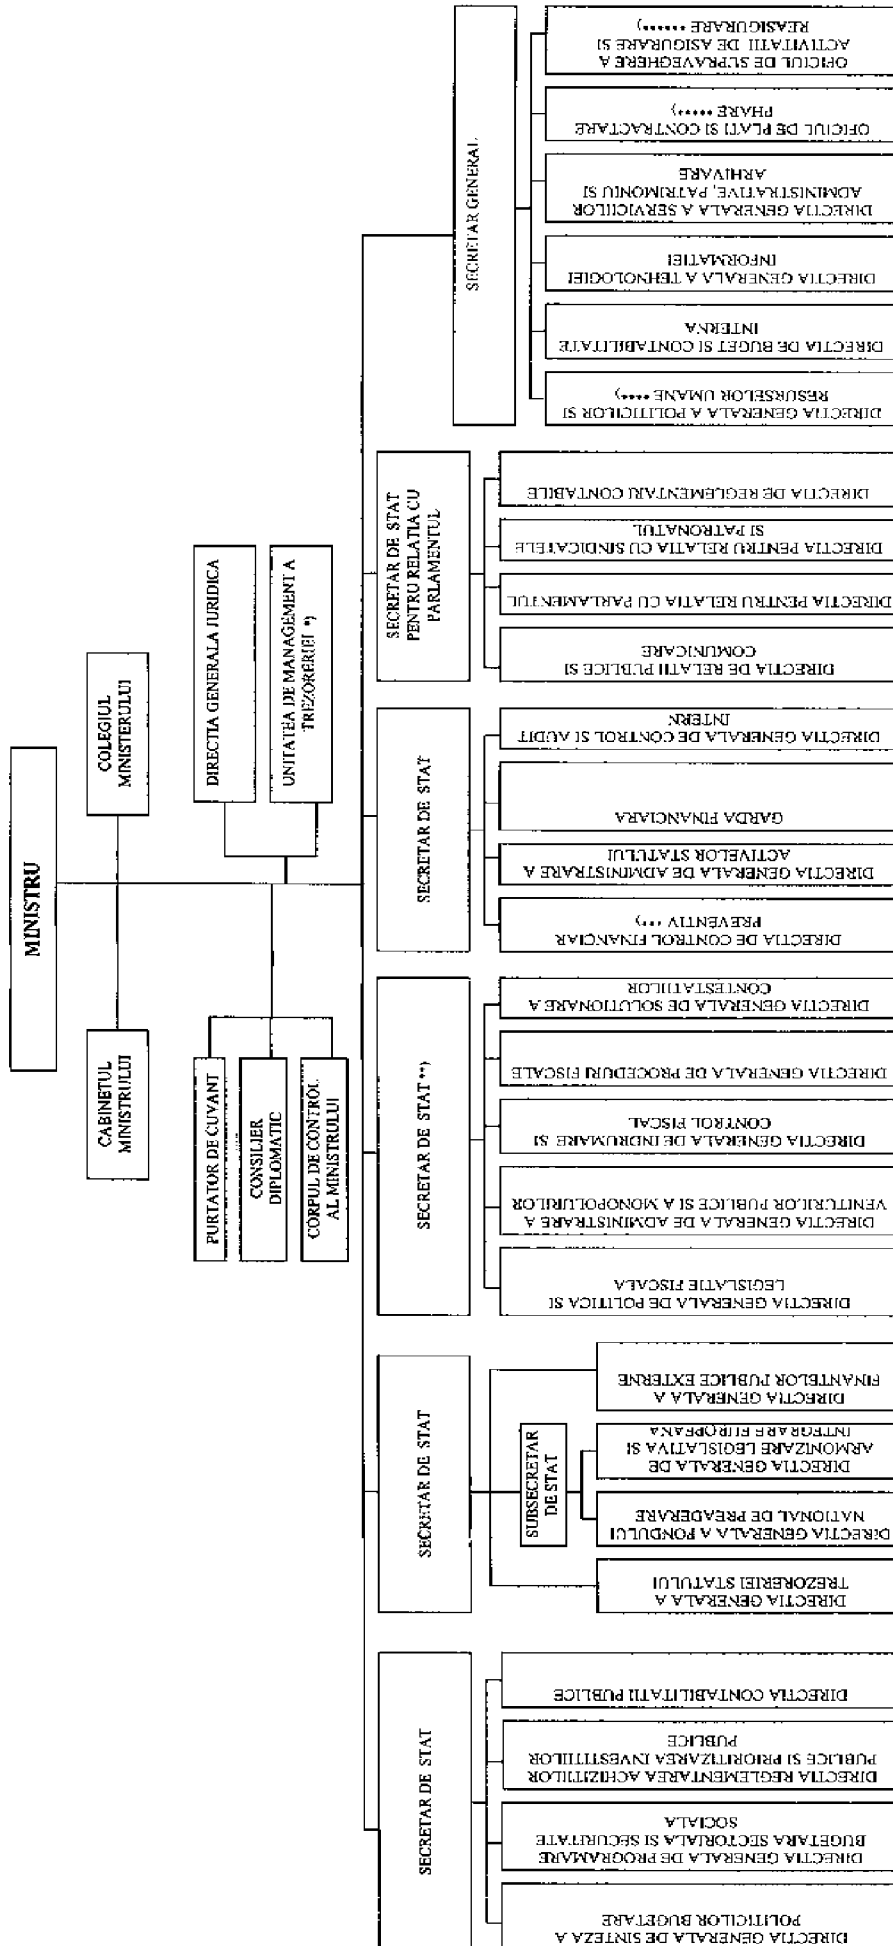 MINISTRU
CABINETUL
MINISTRULUI
COLEGIUL
MINISTERULUI
PURTATOR DE CUVANT
CONSILIER
DIPLOMATIC
CORPUL DE CONTROL
AL MINISTRULUI
DIRECTIA GENERALA JURIDICA
UNITATEA DE MANAGEMENT A
TREZORERIEI *)
SECRETAR DE STAT
DIRECTIA GENERALA DE SINTEZA A
POLITICILOR BUGETARE
DIRECTIA GENERALA DE PROGRAMARE
BUGETARA SECTORIALA SI SECURITATE
SOCIALA
DIRECTIA REGLEMENTAREA ACHIZITIILOR
PUBLICE SI PRIORITIZAREA INVESTITIILOR
PUBLICE
DIRECTIA CONTABILITATII PUBLICE
SECRETAR DE STAT
DIRECTIA GENERALA A
TREZORERIEI STATULUI
SUBSECRETAR
DE STAT
DIRECTIA GENERALA A FONDULUI
NATIONAL DE PREADERARE
DIRECTIA GENERALA DE
ARMONIZARE LEGISLATIVA SI
INTEGRARE EUROPEANA
DIRECTIA GENERALA A
FINANTELOR PUBLICE EXTERNE
SECRETAR DE STAT **)
DIRECTIA GENERALA DE POLITICA SI
LEGISLATIE FISCALA
DIRECTIA GENERALA DE ADMINISTRARE A
VENITURILOR PUBLICE SI A MONOPOLURILOR
DIRECTIA GENERALA DE INDRUMARE SI
CONTROL FISCAL
DIRECTIA GENERALA DE PROCEDURI FISCALE
DIRECTIA GENERALA DE SOLUTIONARE A
CONTESTATIILOR
SECRETAR DE STAT
DIRECTIA DE CONTROL FINANCIAR
PREVENTIV ***)
DIRECTIA GENERALA DE ADMINISTRARE A
ACTIVELOR STATULUI
GARDA FINANCIARA
DIRECTIA GENERALA DE CONTROL SI AUDIT
INTERN
SECRETAR DE STAT
PENTRU RELATIA CU
PARLAMENTUL
DIRECTIA DE RELATII PUBLICE SI
COMUNICARE
DIRECTIA PENTRU RELATIA CU PARLAMENTUL
DIRECTIA PENTRU RELATIA CU SINDICATELE
SI PATRONATUL
DIRECTIA DE REGLEMENTARI CONTABILE
SECRETAR GENERAL
DIRECTIA GENERALA A POLITICILOR SI
RESURSELOR UMANE ****)
DIRECTIA DE BUGET SI CONTABILITATE
INTERNA
DIRECTIA GENERALA A TEHNOLOGIEI
INFORMATIEI
DIRECTIA GENERALA A SERVICIILOR
ADMINISTRATIVE, PATRIMONIU SI
ARHIVARE
OFICIUL DE PLATI SI CONTRACTARE
PHARE *****)
OFICIUL DE SUPRAVEGHERE A
ACTIVITATII DE ASIGURARE SI
REASIGURARE ******)